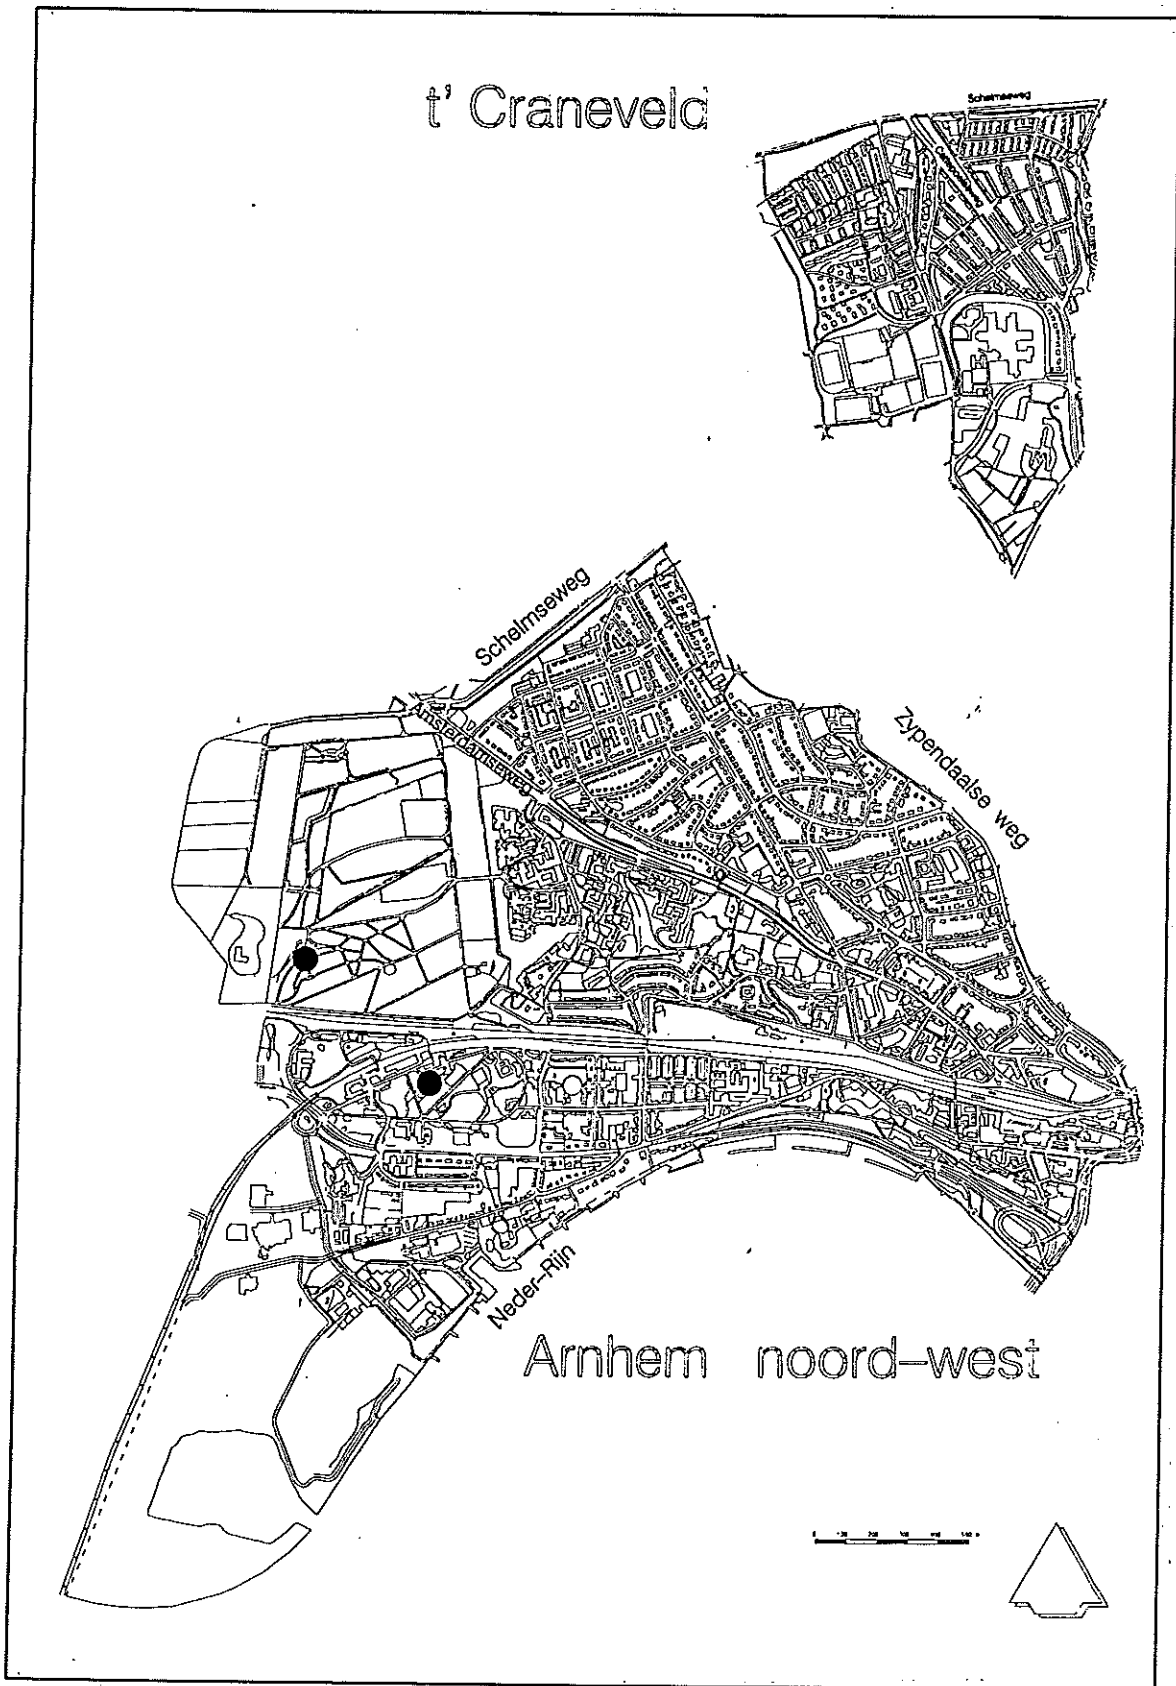 t' Craneveld
Schelmseweg
Schelmseweg
Amsterdamseweg
Zypendaalse weg
Neder-Rijn
Arnhem noord-west